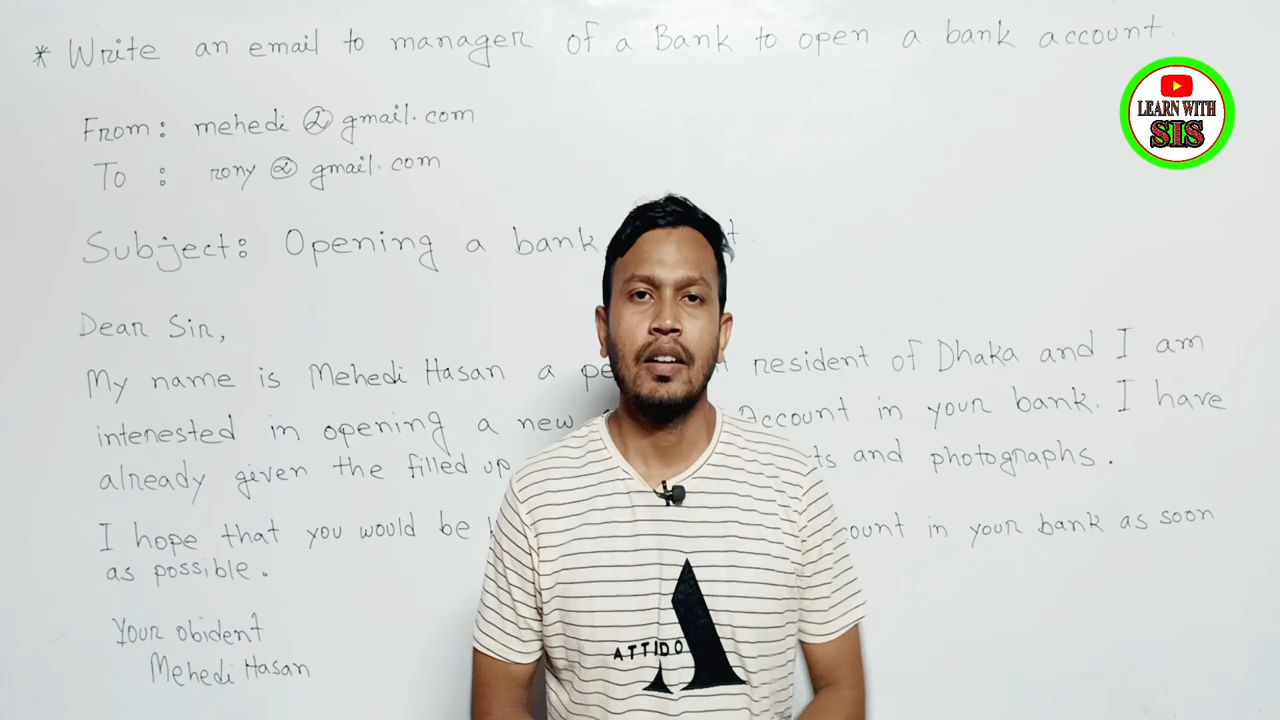 * Write an email to manager of a Bank to open a bank account.
LEARN WITH
SIS
From: mehedi @ gmail.com
To : rony @ gmail.com
Subject: Opening a bank
Dear Sir,
My name is Mehedi Hasan a resident of Dhaka and I am
interested in opening a new Account in your bank. I have
already given the filled up and photographs.
I hope that you would be in your bank as soon
as possible.
Your obident
Mehedi Hasan
ATTIDO
A